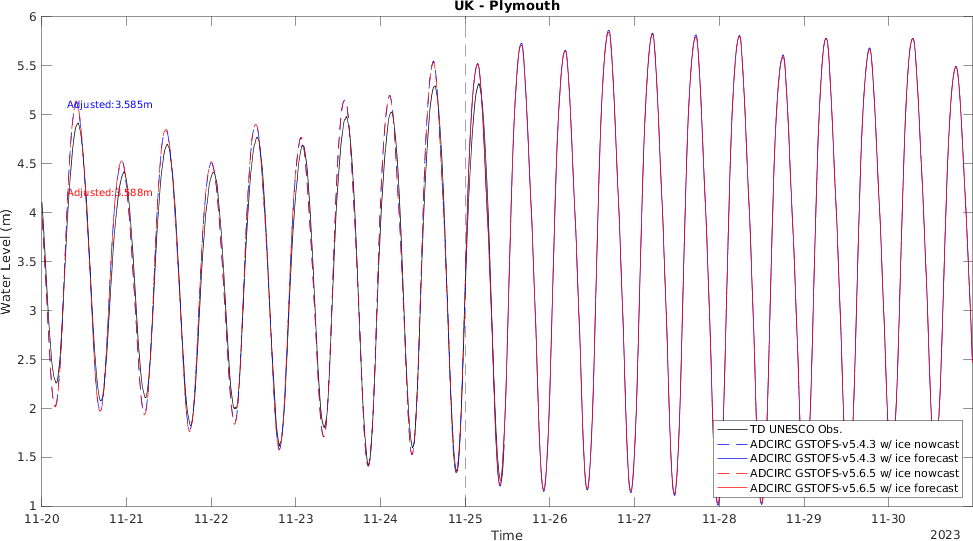 UK - Plymouth
6
5.5
5
4.5
4
3.5
3
2.5
2
1.5
1
Water Level (m)
Adjusted:3.585m
Adjusted:3.588m
TD UNESCO Obs.
ADCIRC GSTOFS-v5.4.3 w/ ice nowcast
ADCIRC GSTOFS-v5.4.3 w/ ice forecast
ADCIRC GSTOFS-v5.6.5 w/ ice nowcast
ADCIRC GSTOFS-v5.6.5 w/ ice forecast
11-20 11-21 11-22 11-23 11-24 11-25 11-26 11-27 11-28 11-29 11-30
Time
2023